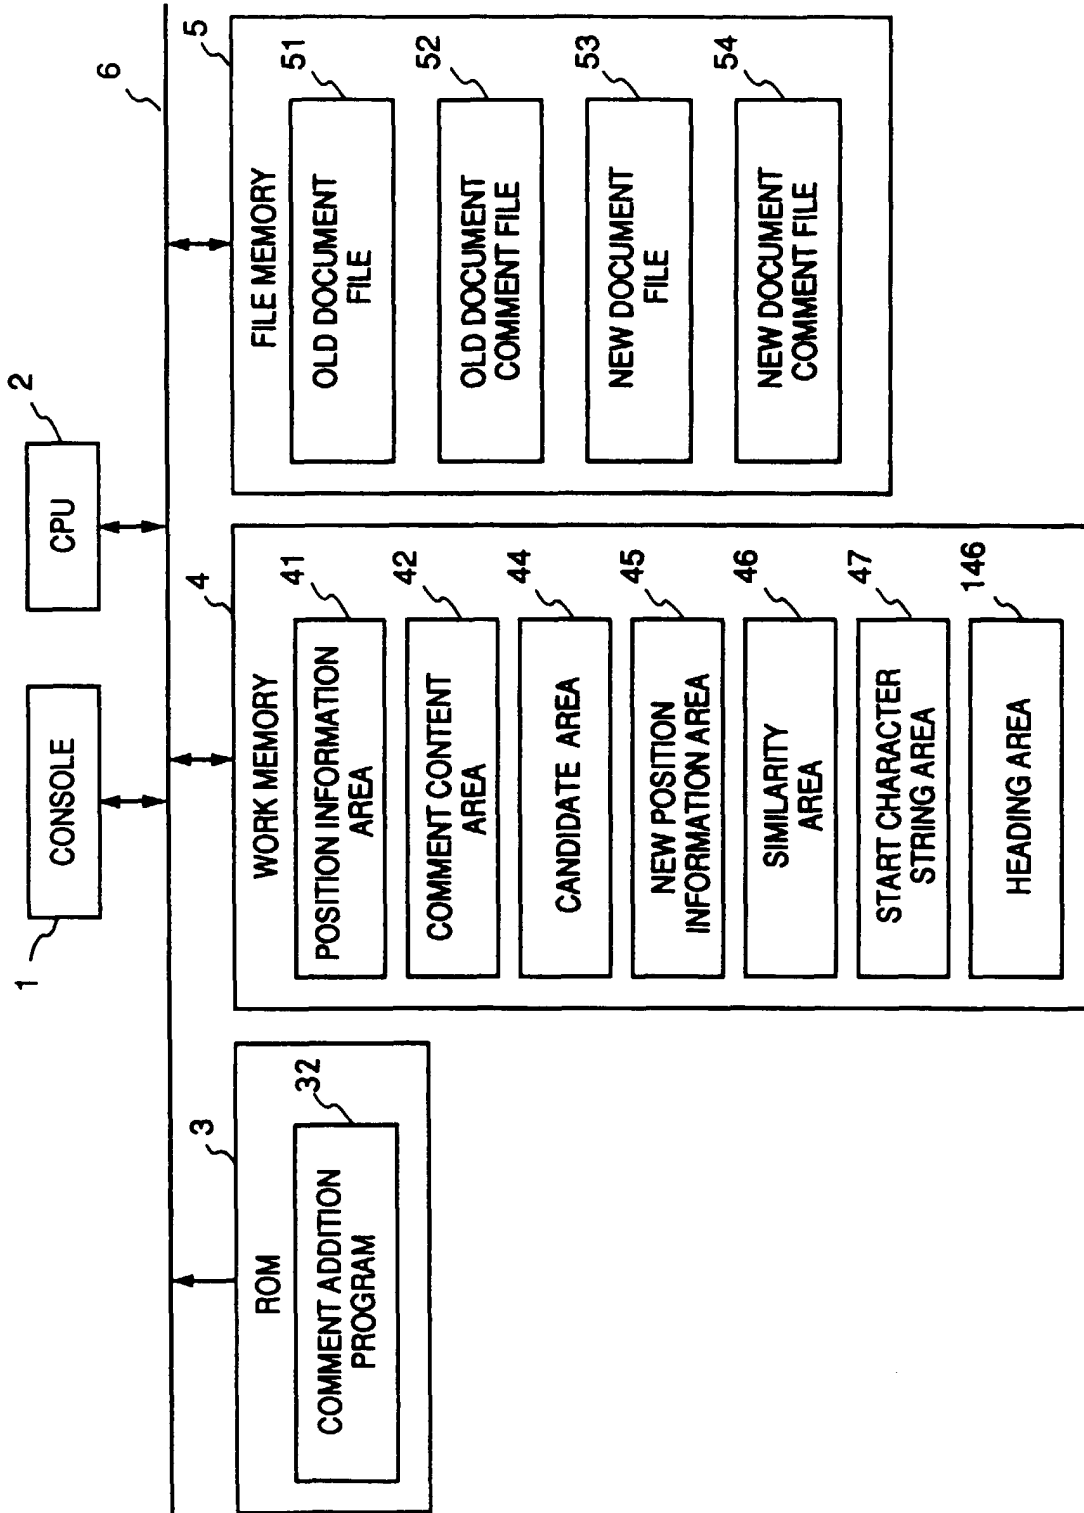 1
CONSOLE
CPU
2
6
3
ROM
32
COMMENT ADDITION
PROGRAM
4
WORK MEMORY
41
POSITION INFORMATION
AREA
42
COMMENT CONTENT
AREA
44
CANDIDATE AREA
45
NEW POSITION
INFORMATION AREA
46
SIMILARITY
AREA
47
START CHARACTER
STRING AREA
146
HEADING AREA
5
FILE MEMORY
51
OLD DOCUMENT
FILE
52
OLD DOCUMENT
COMMENT FILE
53
NEW DOCUMENT
FILE
54
NEW DOCUMENT
COMMENT FILE